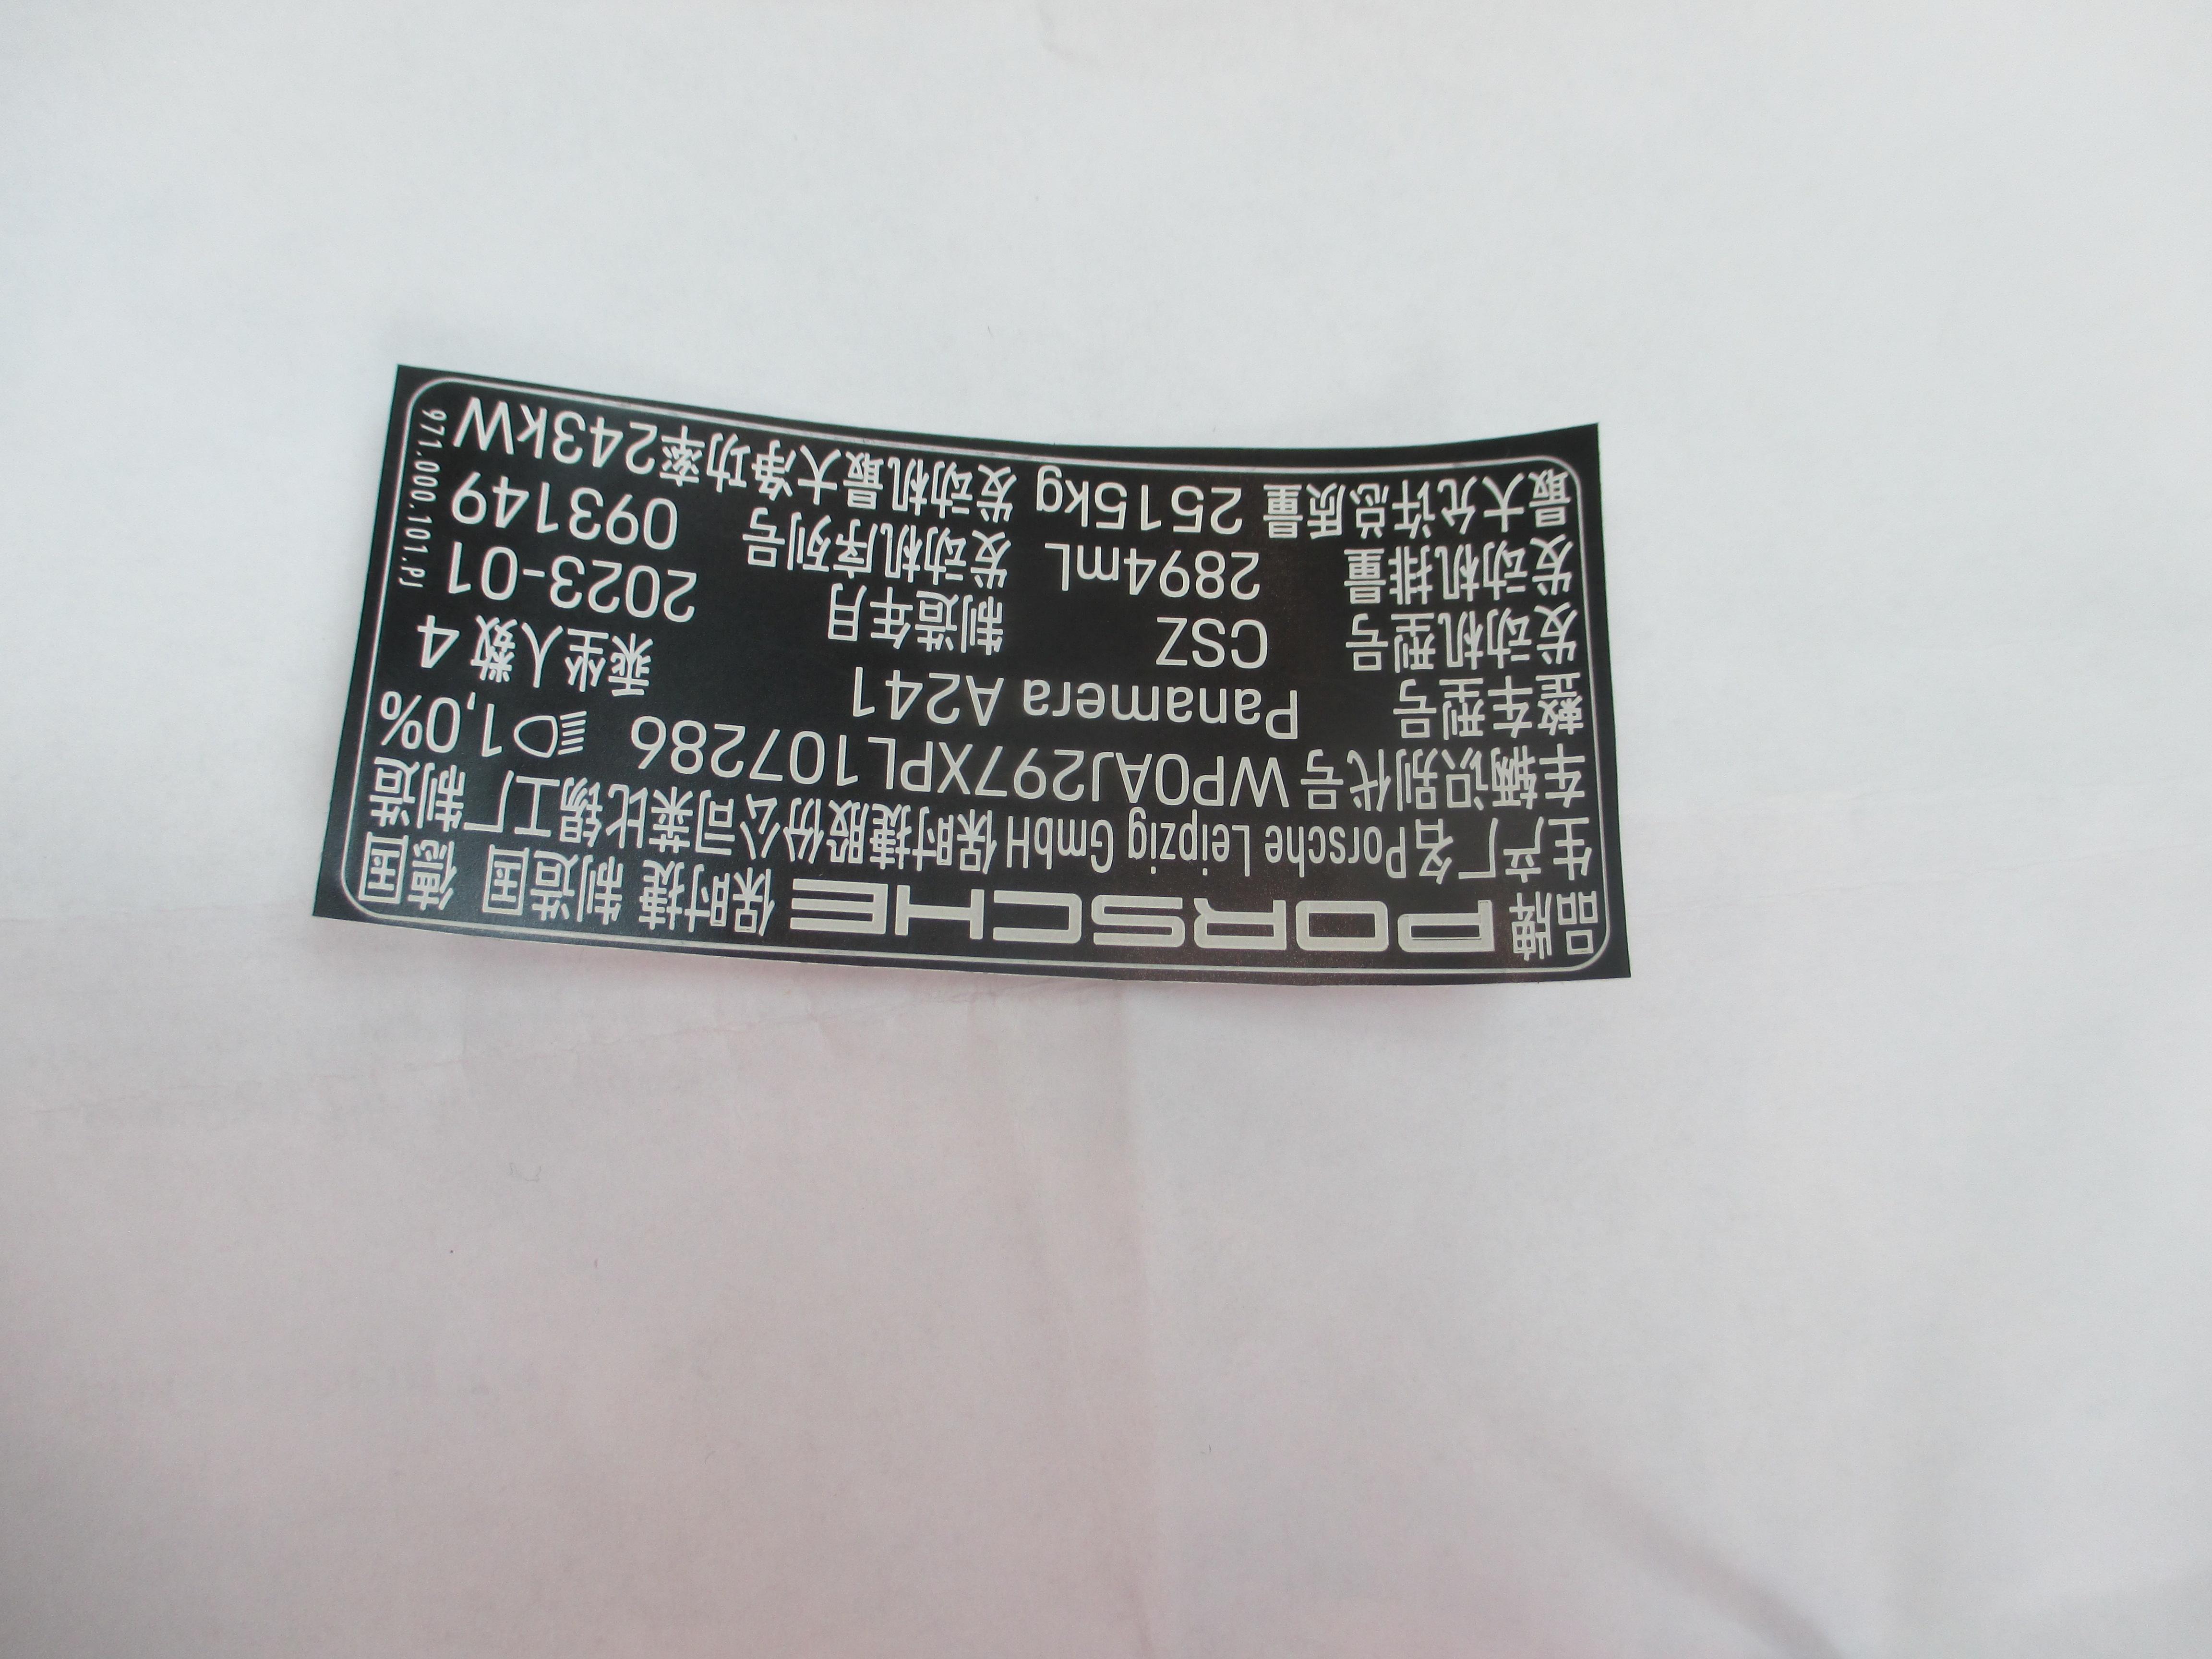 品牌 PORSCHE 保时捷 制造国 德国
生产厂名 Porsche Leipzig GmbH 保时捷股份公司莱比锡工厂 制造
车辆识别代号 WP0AJ297XPL107286 1,0%
整车型号 Panamera A241 乘坐人数 4
发动机型号 CSZ 制造年月 2023-01
发动机排量 2894mL 发动机序列号 093149
最大允许总质量 2515kg 发动机最大净功率243kW
971.000.101.PJ